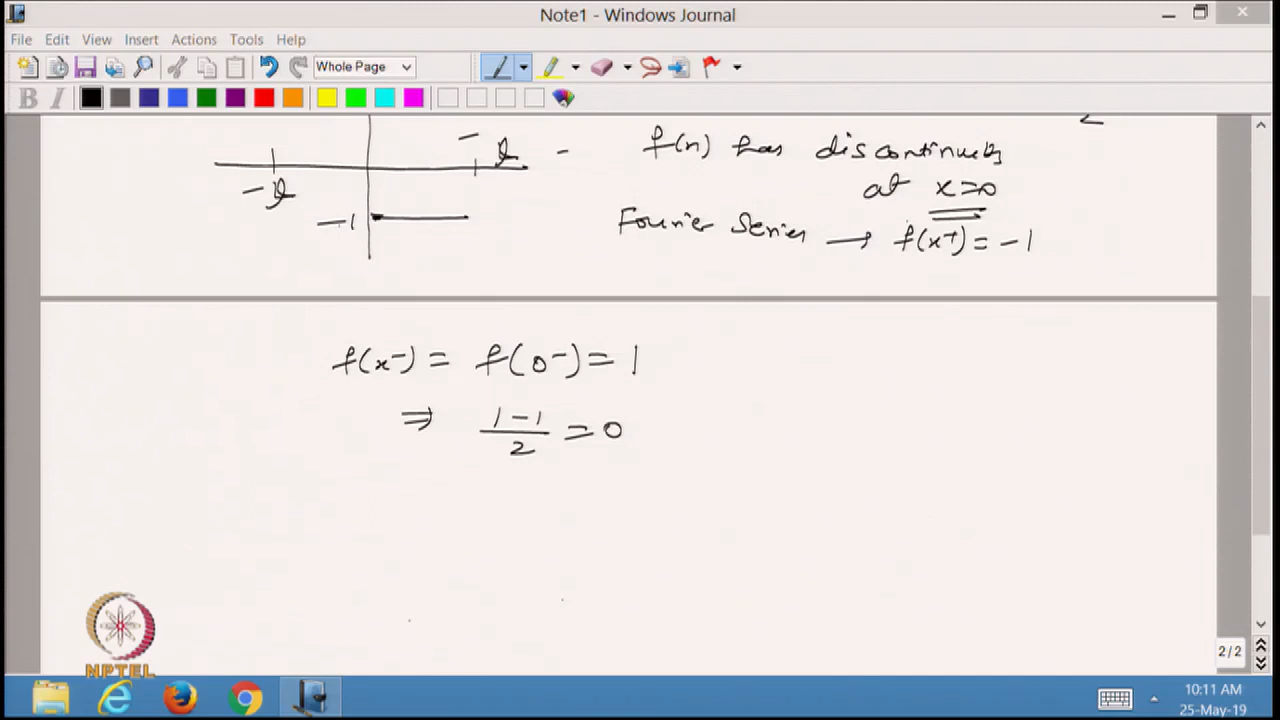 Note1 - Windows Journal
File Edit View Insert Actions Tools Help
Whole Page
B I
f(x) has discontinuity
at x=0
-l
l
-1
Fourier Series → f(x+) = -1
f(x-) = f(0-) = 1
⇒ 1-1/2 = 0
NPTEL
2/2
10:11 AM
25-May-19